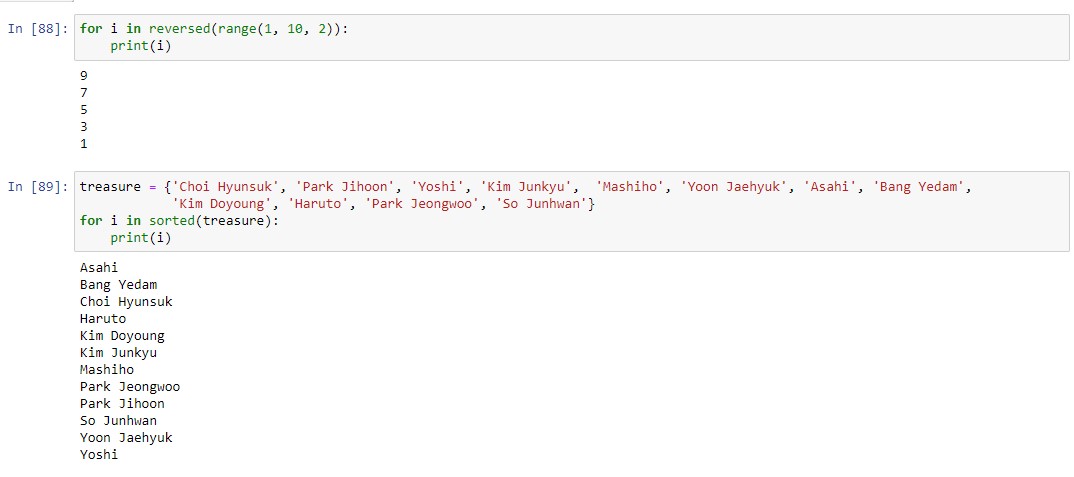 In [88]: for i in reversed(range(1, 10, 2)):
    print(i)
9
7
5
3
1
In [89]: treasure = {'Choi Hyunsuk', 'Park Jihoon', 'Yoshi', 'Kim Junkyu',  'Mashiho', 'Yoon Jaehyuk', 'Asahi', 'Bang Yedam',
            'Kim Doyoung', 'Haruto', 'Park Jeongwoo', 'So Junhwan'}
for i in sorted(treasure):
    print(i)
Asahi
Bang Yedam
Choi Hyunsuk
Haruto
Kim Doyoung
Kim Junkyu
Mashiho
Park Jeongwoo
Park Jihoon
So Junhwan
Yoon Jaehyuk
Yoshi